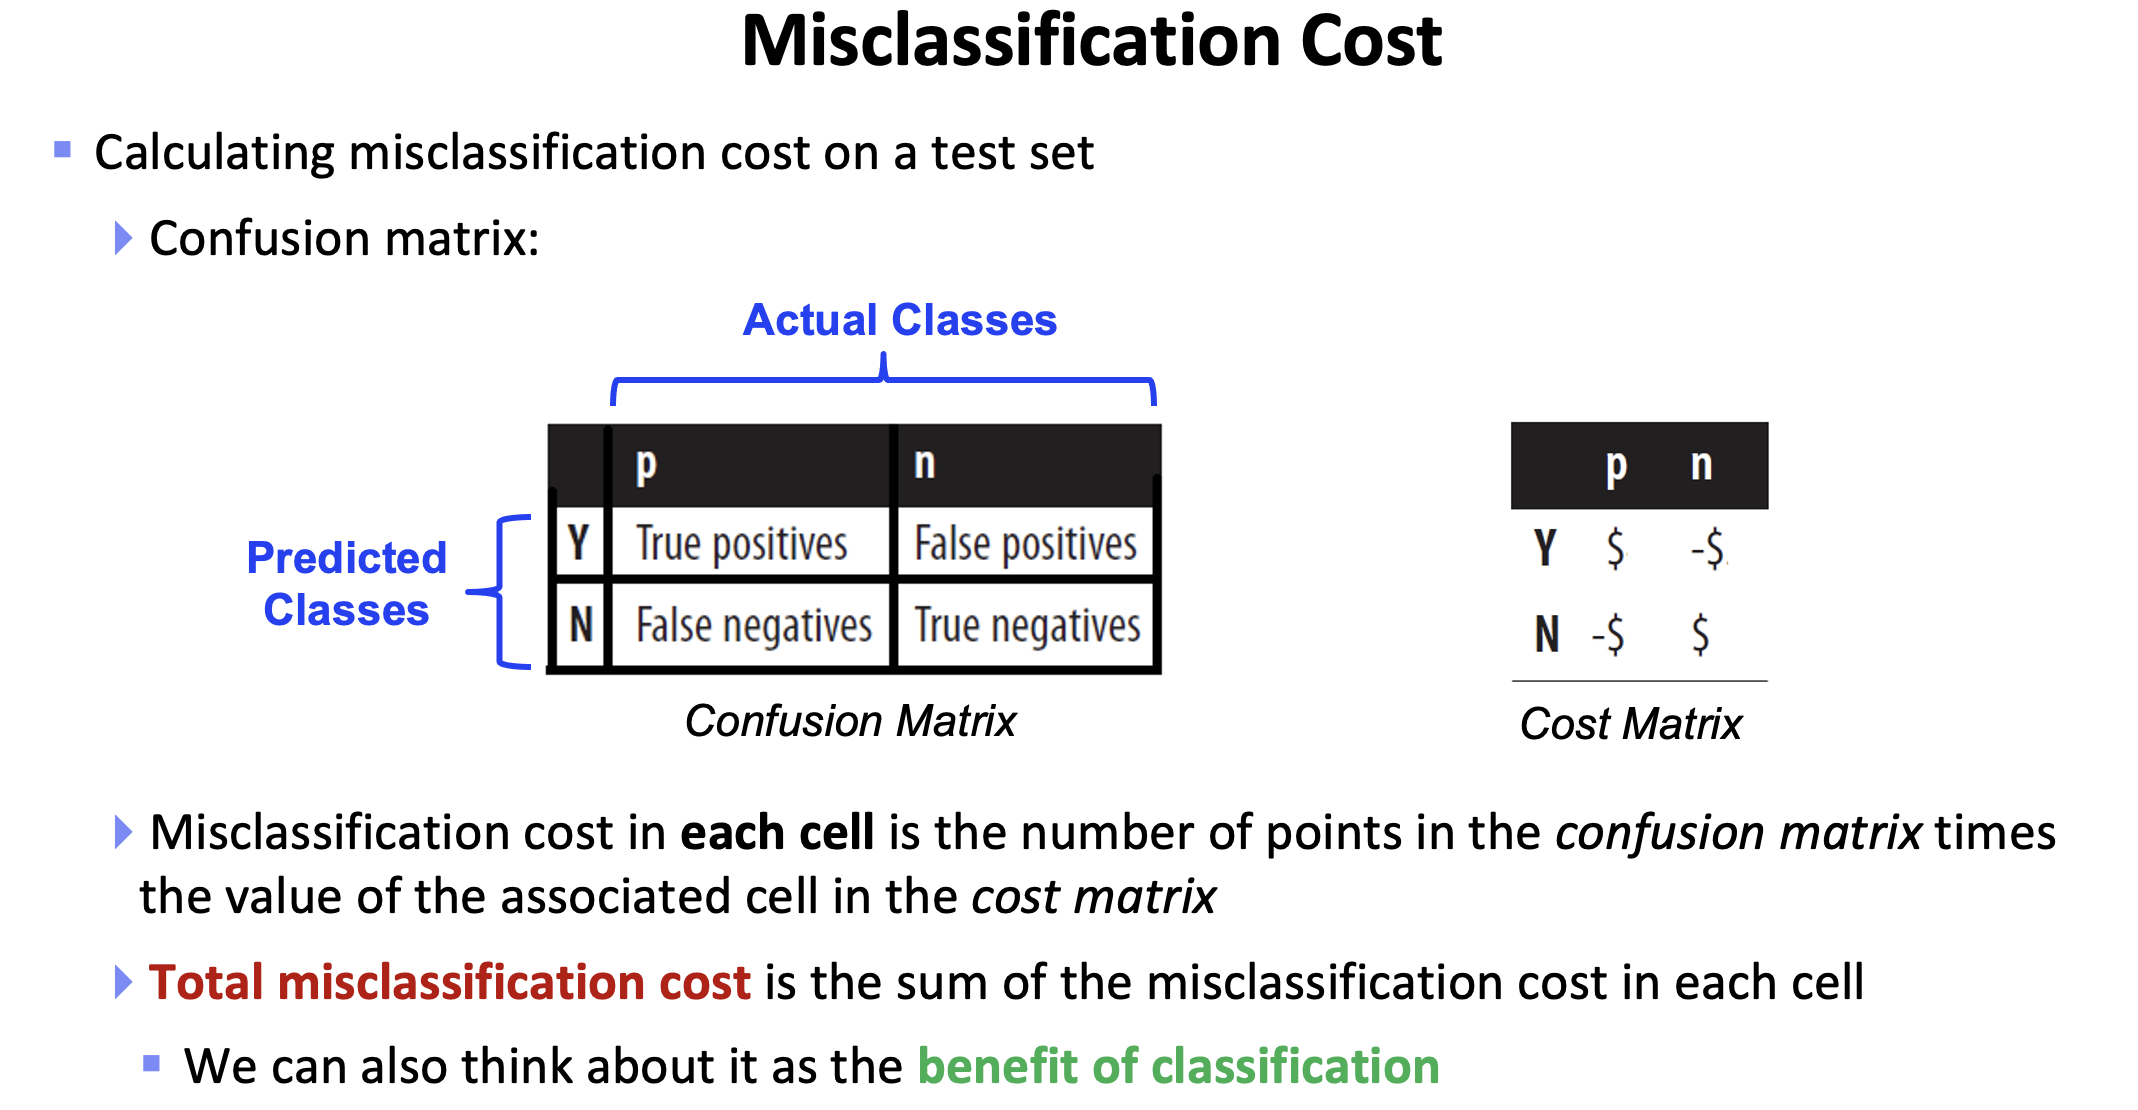 Misclassification Cost
Calculating misclassification cost on a test set
Confusion matrix:
Actual Classes
p n
Predicted
Classes
Y True positives False positives
N False negatives True negatives
Confusion Matrix
p n
Y $ -$
N -$ $
Cost Matrix
Misclassification cost in each cell is the number of points in the confusion matrix times
the value of the associated cell in the cost matrix
Total misclassification cost is the sum of the misclassification cost in each cell
We can also think about it as the benefit of classification